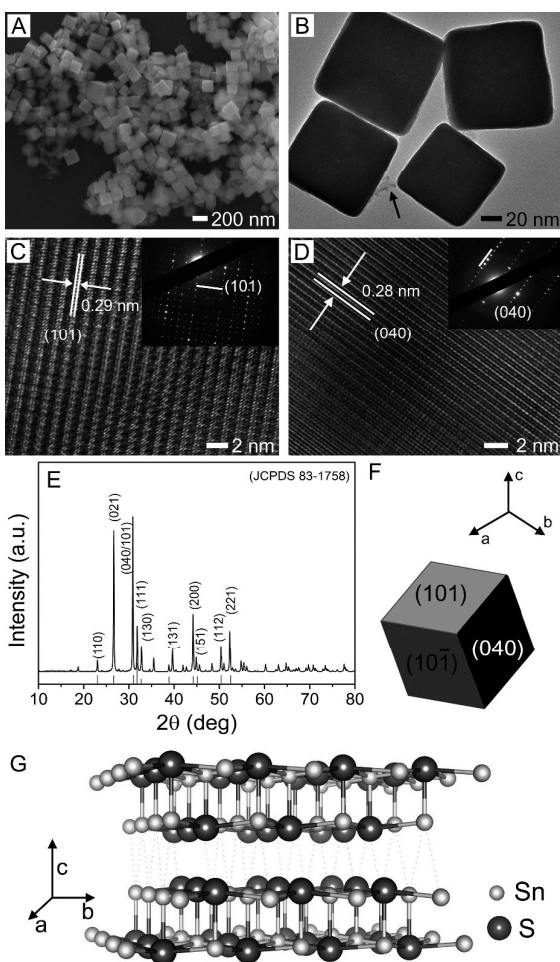 A
200 nm
B
20 nm
C
0.29 nm
(101)
(101)
2 nm
D
0.28 nm
(040)
(040)
2 nm
E
(JCPDS 83-1758)
Intensity (a.u.)
(110)
(021)
(040/101)
(111)
(130)
(131)
(200)
(151)
(112)
(221)
10 20 30 40 50 60 70 80
2θ (deg)
F
c
a
b
(101)
(101̄)
(040)
G
c
a
b
Sn
S